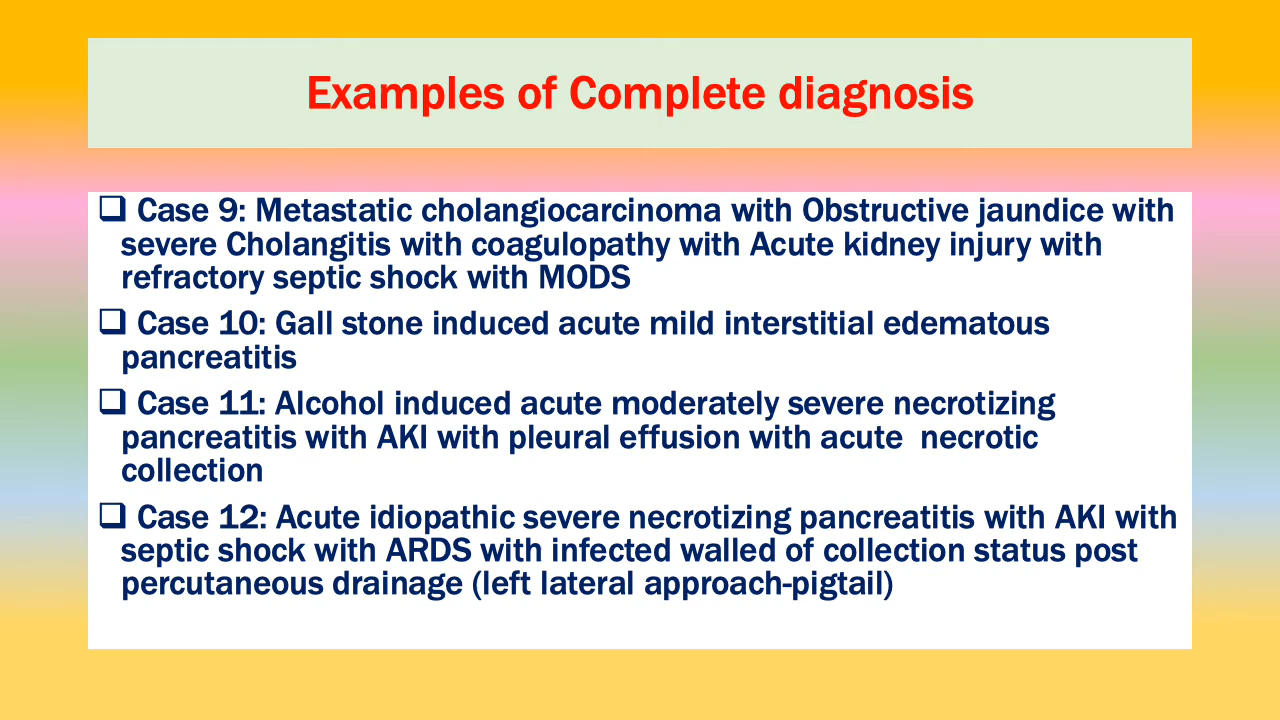 Examples of Complete diagnosis
❑ Case 9: Metastatic cholangiocarcinoma with Obstructive jaundice with
severe Cholangitis with coagulopathy with Acute kidney injury with
refractory septic shock with MODS
❑ Case 10: Gall stone induced acute mild interstitial edematous
pancreatitis
❑ Case 11: Alcohol induced acute moderately severe necrotizing
pancreatitis with AKI with pleural effusion with acute  necrotic
collection
❑ Case 12: Acute idiopathic severe necrotizing pancreatitis with AKI with
septic shock with ARDS with infected walled of collection status post
percutaneous drainage (left lateral approach-pigtail)